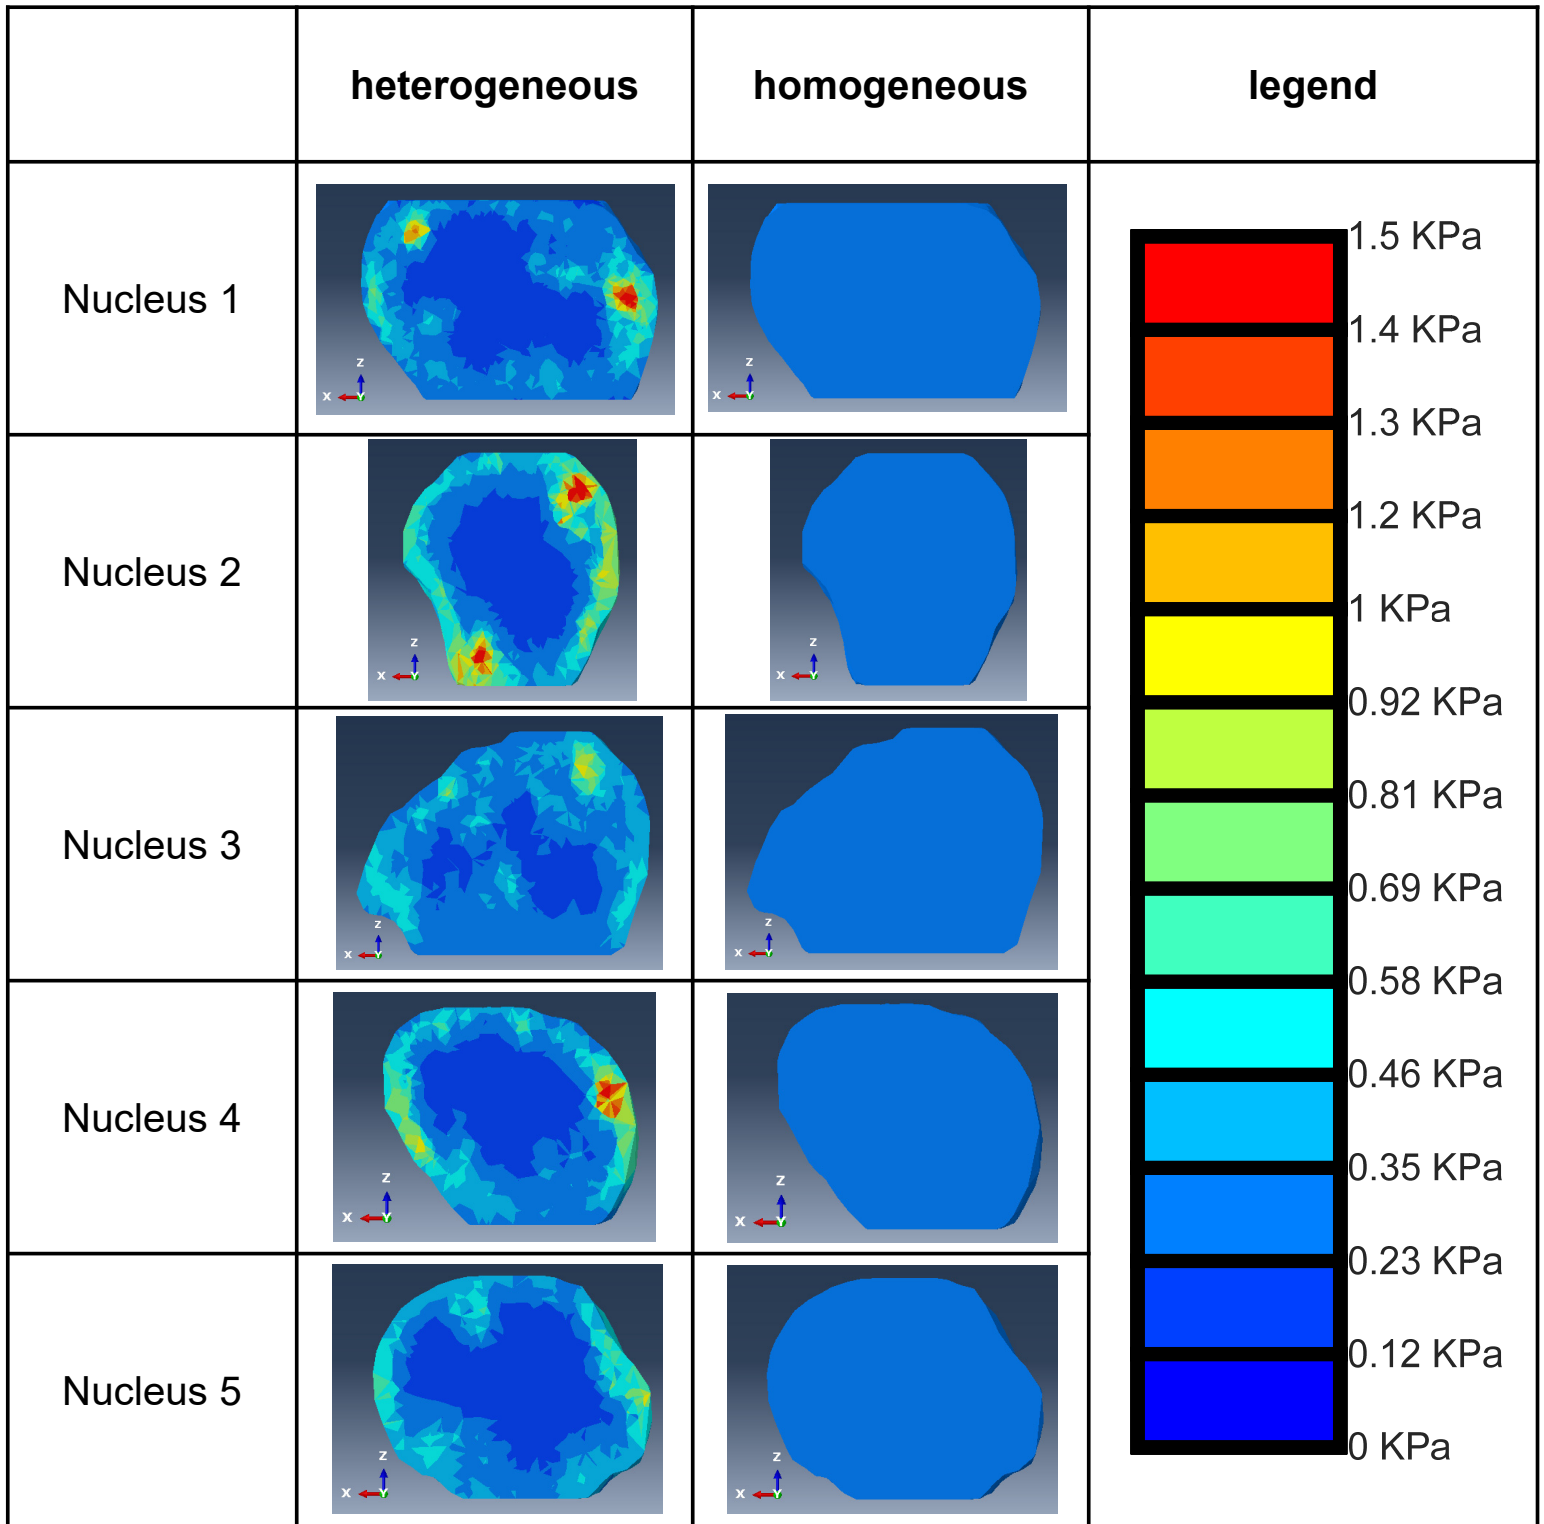 heterogeneous homogeneous legend
Nucleus 1
z
x
Y
z
x
Y
Nucleus 2
z
x
Y
z
x
Y
Nucleus 3
z
x
Y
z
x
Y
Nucleus 4
z
x
Y
z
x
Y
Nucleus 5
z
x
Y
z
x
Y
1.5 KPa
1.4 KPa
1.3 KPa
1.2 KPa
1 KPa
0.92 KPa
0.81 KPa
0.69 KPa
0.58 KPa
0.46 KPa
0.35 KPa
0.23 KPa
0.12 KPa
0 KPa